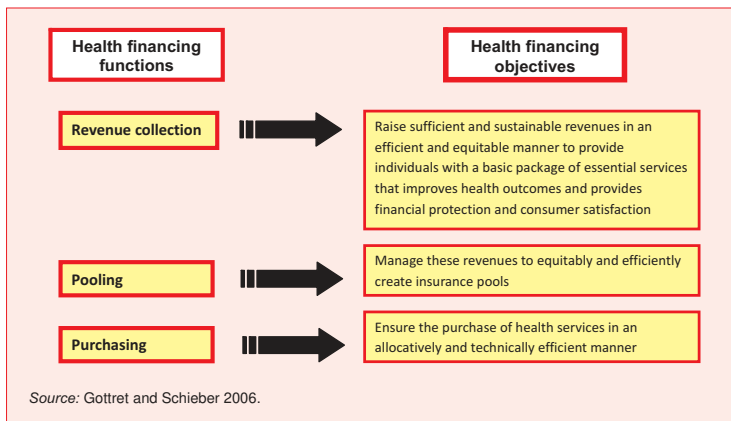 Health financing
functions
Health financing
objectives
Revenue collection
Raise sufficient and sustainable revenues in an
efficient and equitable manner to provide
individuals with a basic package of essential services
that improves health outcomes and provides
financial protection and consumer satisfaction
Pooling
Manage these revenues to equitably and efficiently
create insurance pools
Purchasing
Ensure the purchase of health services in an
allocatively and technically efficient manner
Source: Gottret and Schieber 2006.